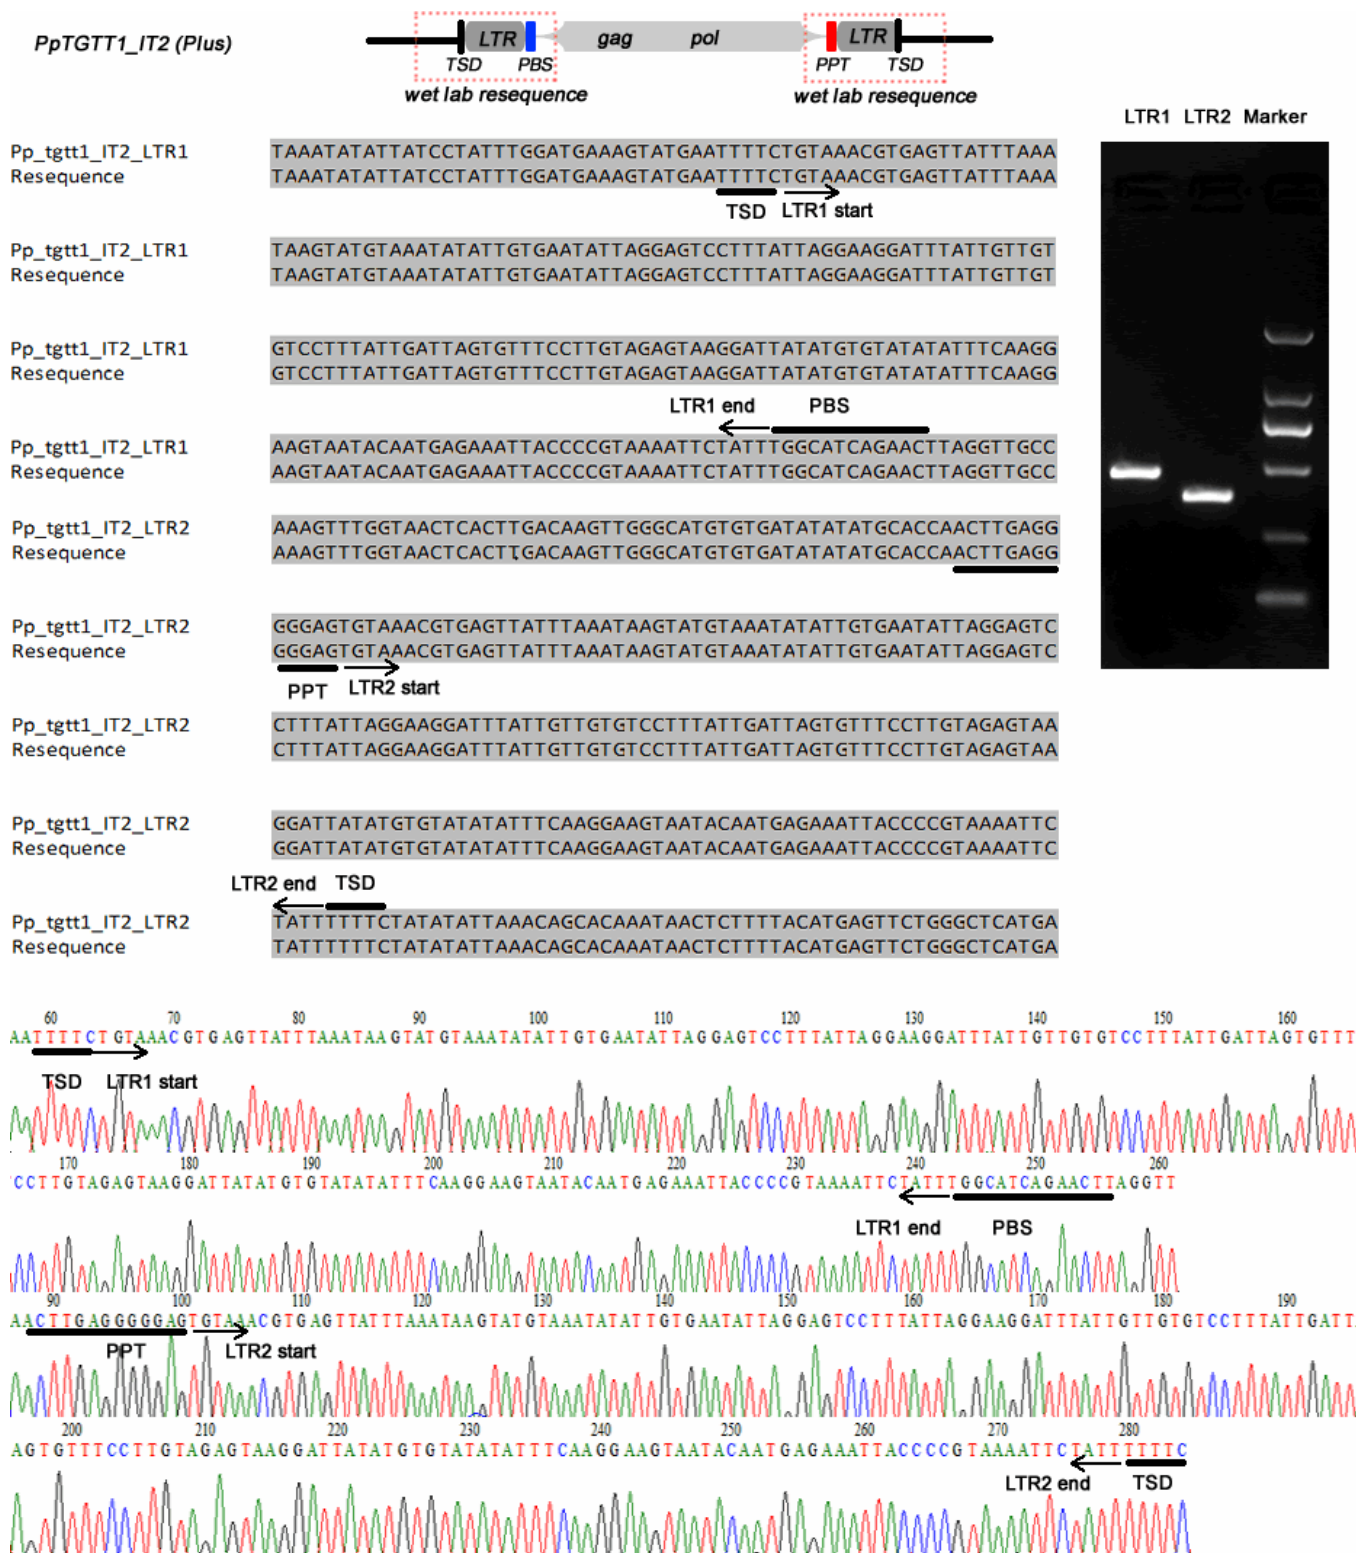 PpTGTT1_IT2 (Plus)
LTR gag pol LTR
TSD PBS PPT TSD
wet lab resequence wet lab resequence
LTR1 LTR2 Marker
Pp_tgtt1_IT2_LTR1 TAAATATATTATCCTATTTGGATGAAAGTATGAATTTTCTGTAAACGTGAGTTATTTAAA
Resequence TAAATATATTATCCTATTTGGATGAAAGTATGAATTTTCTGTAAACGTGAGTTATTTAAA
TSD LTR1 start
Pp_tgtt1_IT2_LTR1 TAAGTATGTAAATATATTGTGAATATTAGGAGTCCTTTATTAGGAAGGATTTATTGTTGT
Resequence TAAGTATGTAAATATATTGTGAATATTAGGAGTCCTTTATTAGGAAGGATTTATTGTTGT
Pp_tgtt1_IT2_LTR1 GTCCTTTATTGATTAGTGTTTCCTTGTAGAGTAAGGATTATATGTGTATATATTTCAAGG
Resequence GTCCTTTATTGATTAGTGTTTCCTTGTAGAGTAAGGATTATATGTGTATATATTTCAAGG
LTR1 end PBS
Pp_tgtt1_IT2_LTR1 AAGTAATACAATGAGAAATTACCCCGTAAAATTCTATTTGGCATCAGAACTTAGGTTGCC
Resequence AAGTAATACAATGAGAAATTACCCCGTAAAATTCTATTTGGCATCAGAACTTAGGTTGCC
Pp_tgtt1_IT2_LTR2 AAAGTTTGGTAACTCACTTGACAAGTTGGGCATGTGTGATATATATGCACCAACTTGAGG
Resequence AAAGTTTGGTAACTCACTTGACAAGTTGGGCATGTGTGATATATATGCACCAACTTGAGG
Pp_tgtt1_IT2_LTR2 GGGAGTGTAAACGTGAGTTATTTAAATAAGTATGTAAATATATTGTGAATATTAGGAGTC
Resequence GGGAGTGTAAACGTGAGTTATTTAAATAAGTATGTAAATATATTGTGAATATTAGGAGTC
PPT LTR2 start
Pp_tgtt1_IT2_LTR2 CTTTATTAGGAAGGATTTATTGTTGTGTCCTTTATTGATTAGTGTTTCCTTGTAGAGTAA
Resequence CTTTATTAGGAAGGATTTATTGTTGTGTCCTTTATTGATTAGTGTTTCCTTGTAGAGTAA
Pp_tgtt1_IT2_LTR2 GGATTATATGTGTATATATTTCAAGGAAGTAATACAATGAGAAATTACCCCGTAAAATTC
Resequence GGATTATATGTGTATATATTTCAAGGAAGTAATACAATGAGAAATTACCCCGTAAAATTC
LTR2 end TSD
Pp_tgtt1_IT2_LTR2 TATTTTTTCTATATATTAAACAGCACAAATAACTCTTTTACATGAGTTCTGGGCTCATGA
Resequence TATTTTTTCTATATATTAAACAGCACAAATAACTCTTTTACATGAGTTCTGGGCTCATGA
60 70 80 90 100 110 120 130 140 150 160
AATTTTCTGTAAACGTGAGTTATTTAAATAAGTATGTAAATATATTGTGAATATTAGGAGTCCTTTATTAGGAAGGATTTATTGTTGTGTCCTTTATTGATTAGTGTTT
TSD LTR1 start
170 180 190 200 210 220 230 240 250 260
CCTTGTAGAGTAAGGATTATATGTGTATATATTTCAAGGAAGTAATACAATGAGAAATTACCCCGTAAAATTCTATTTGGCATCAGAACTTAGGTT
LTR1 end PBS
90 100 110 120 130 140 150 160 170 180 190
AACTTGAGGGGGAGTGTAAACGTGAGTTATTTAAATAAGTATGTAAATATATTGTGAATATTAGGAGTCCTTTATTAGGAAGGATTTATTGTTGTGTCCTTTATTGATT
PPT LTR2 start
200 210 220 230 240 250 260 270 280
AGTGTTTCCTTGTAGAGTAAGGATTATATGTGTATATATTTCAAGGAAGTAATACAATGAGAAATTACCCCGTAAAATTCTATTTTTTC
LTR2 end TSD